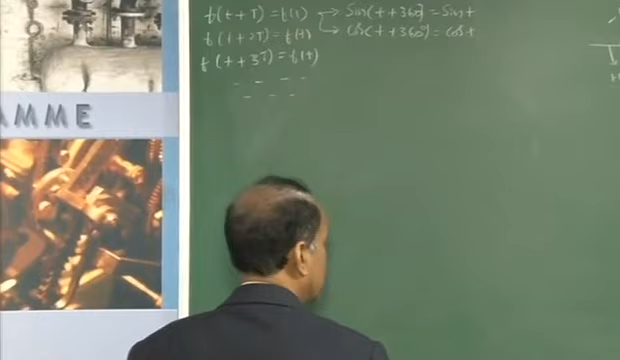 f(t+T) = f(t) → Sin(t+360°) = Sin t
f(t+2T) = f(t) → Cos(t+360°) = Cos t
f(t+3T) = f(t)
AMME